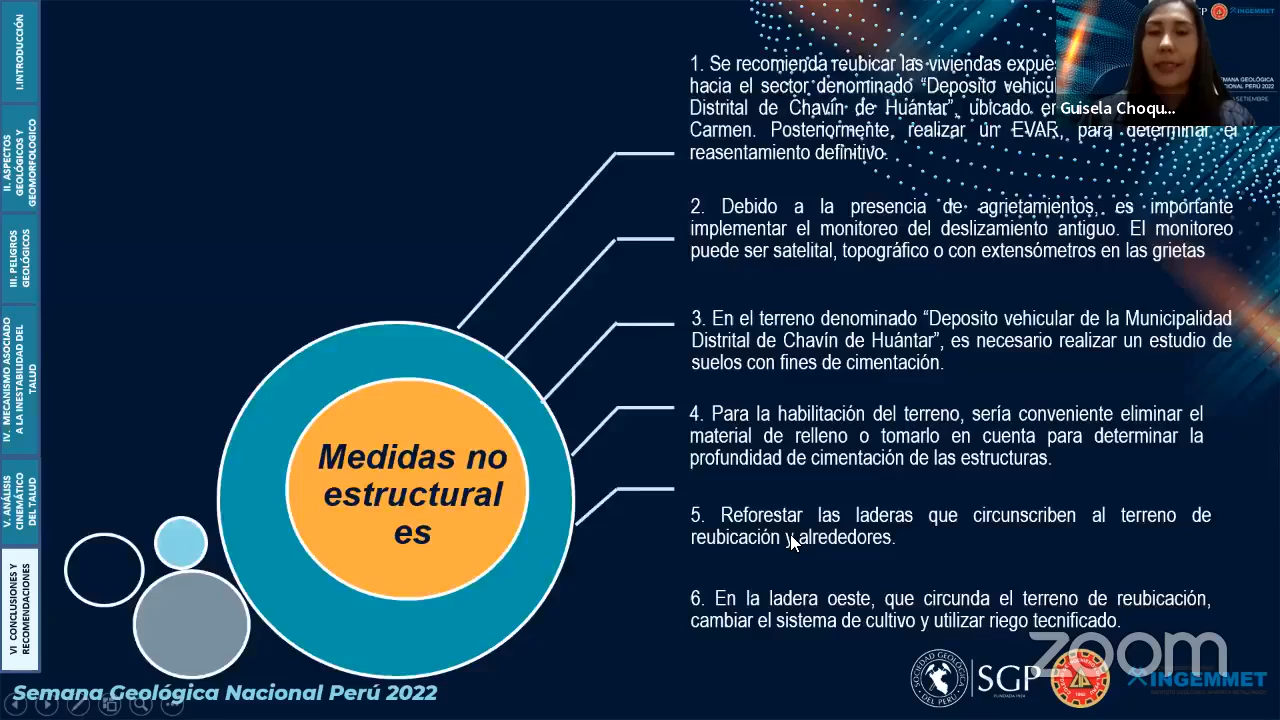 I.INTRODUCCIÓN
II. ASPECTOS
GEOLÓGICOS Y
GEOMORFOLOGICO
III. PELIGROS
GEOLÓGICOS
IV. MECANISMO ASOCIADO
A LA INESTABILIDAD DEL
TALUD
V. ANÁLISIS
CINEMÁTICO
DEL TALUD
VI CONCLUSIONES Y
RECOMENDACIONES
Medidas no
estructural
es
1. Se recomienda reubicar las viviendas
hacia el sector denominado “Deposito
Distrital de Chavín de Huántar”, ubicado
Carmen. Posteriormente, realizar un EVAR, para determinar el
reasentamiento definitivo.
2. Debido a la presencia de agrietamientos, es importante
implementar el monitoreo del deslizamiento antiguo. El monitoreo
puede ser satelital, topográfico o con extensómetros en las grietas
3. En el terreno denominado “Deposito vehicular de la Municipalidad
Distrital de Chavín de Huántar”, es necesario realizar un estudio de
suelos con fines de cimentación.
4. Para la habilitación del terreno, sería conveniente eliminar el
material de relleno o tomarlo en cuenta para determinar la
profundidad de cimentación de las estructuras.
5. Reforestar las laderas que circunscriben al terreno de
reubicación y alrededores.
6. En la ladera oeste, que circunda el terreno de reubicación,
cambiar el sistema de cultivo y utilizar riego tecnificado.
INGEMMET
Guisela Choqu...
zoom
SGP
INGEMMET
Semana Geológica Nacional Perú 2022